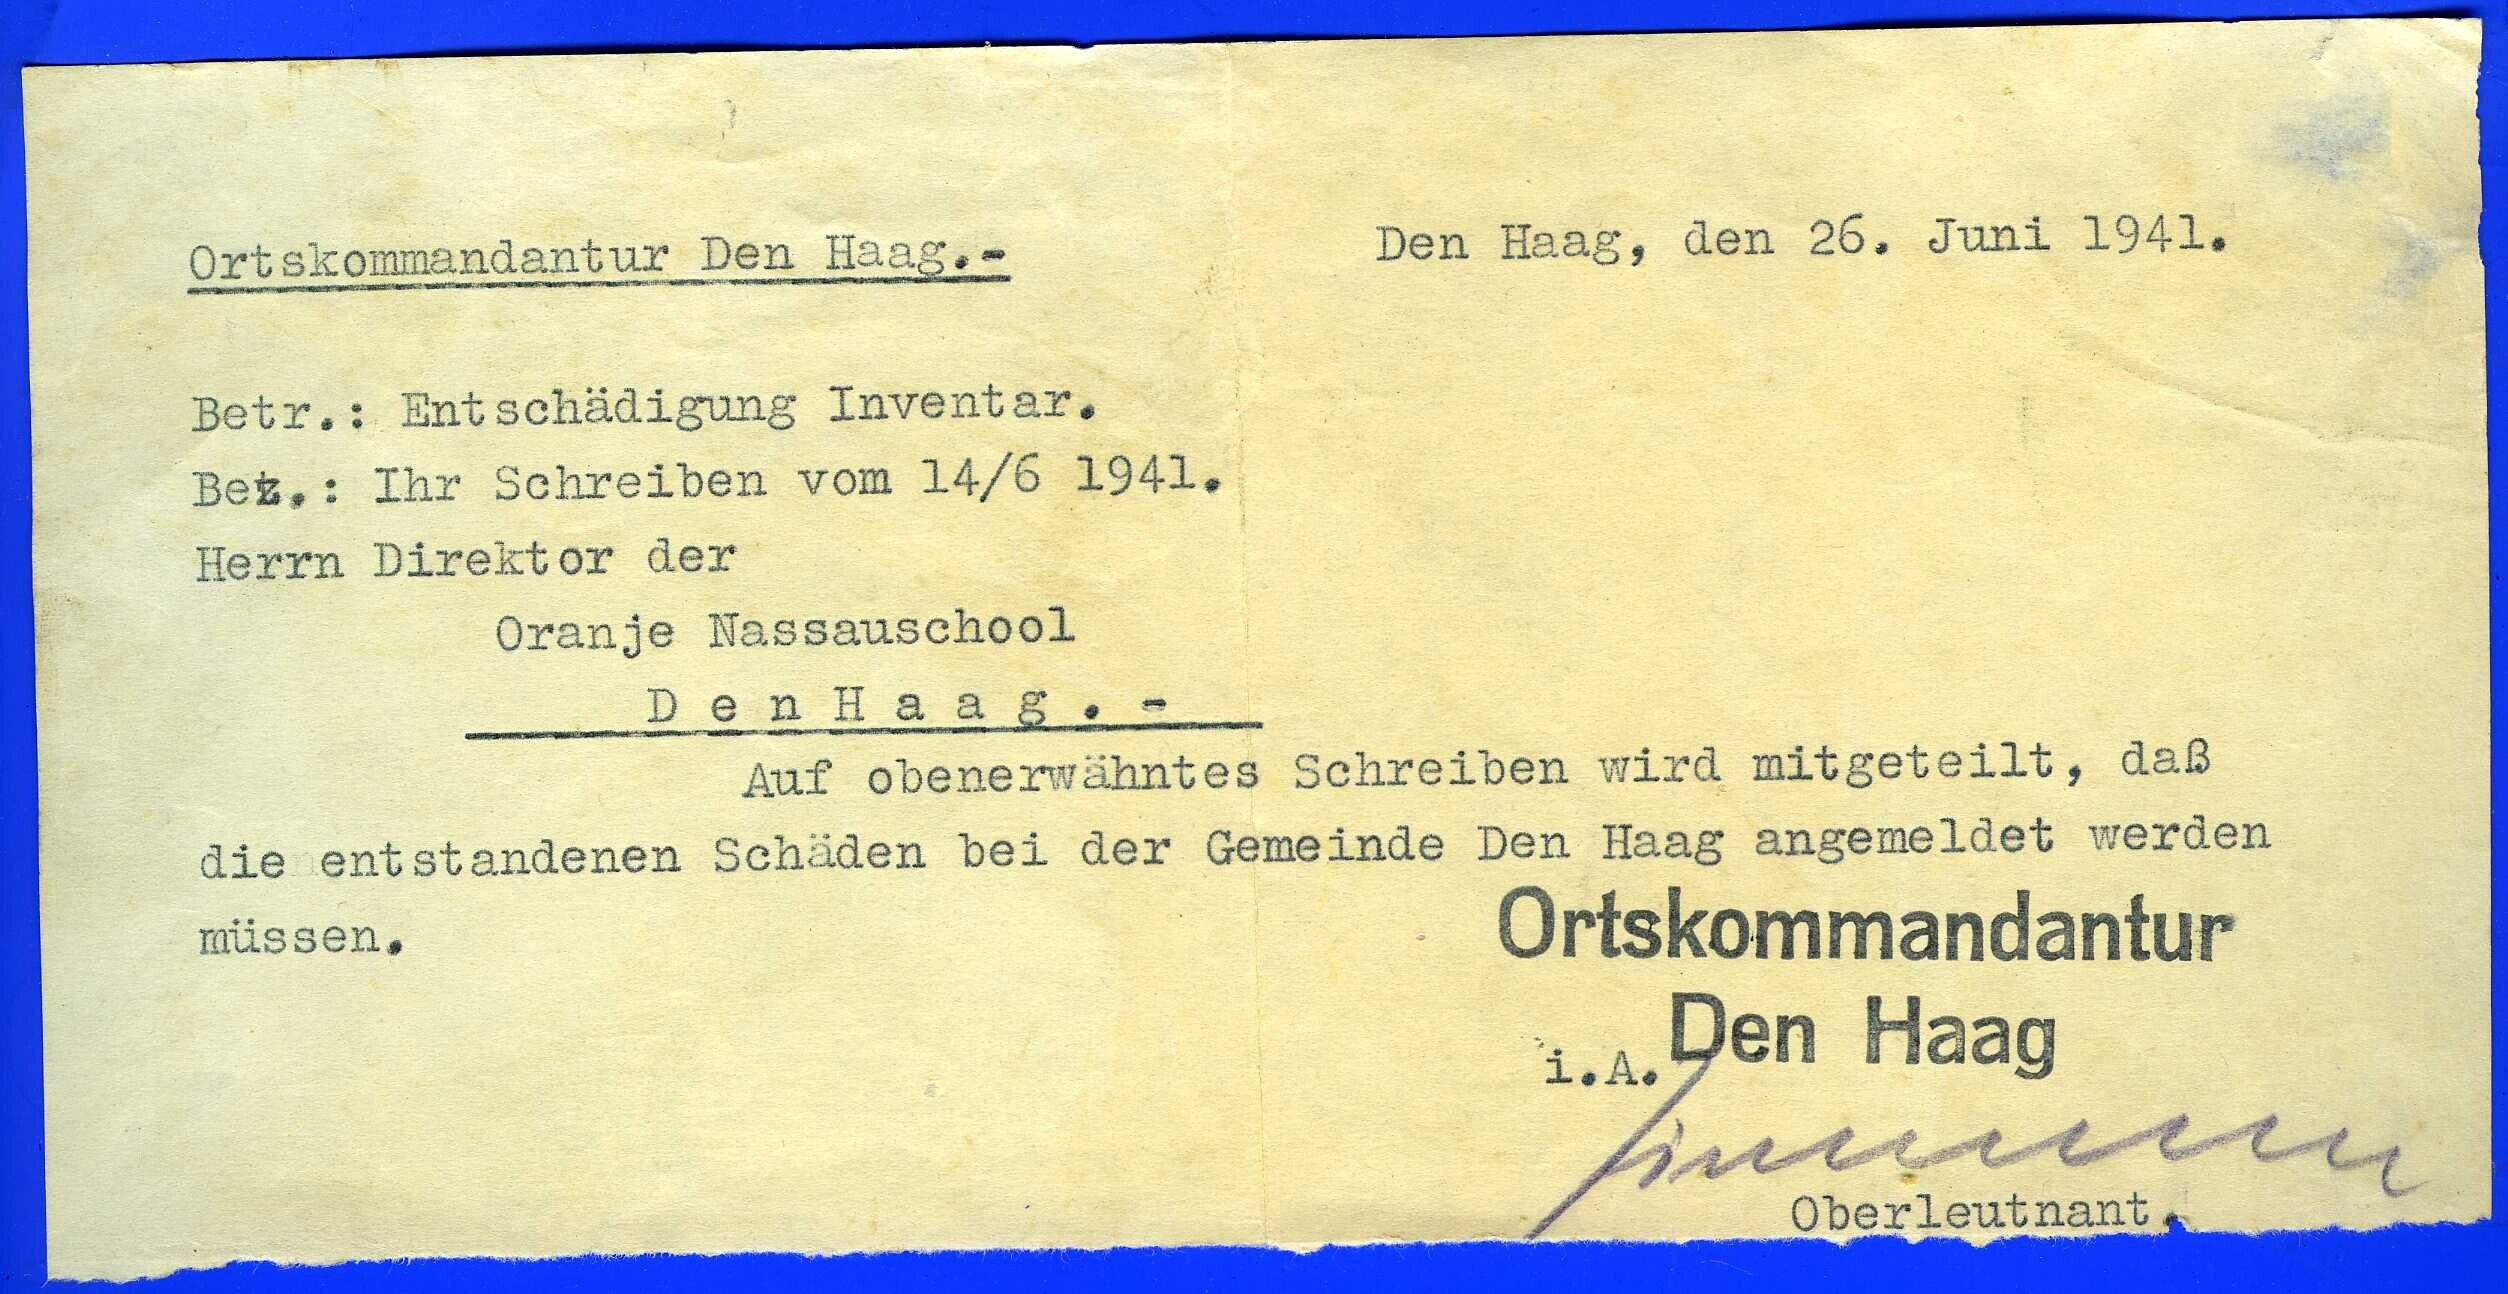 Ortskommandantur Den Haag.-
Den Haag, den 26. Juni 1941.
Betr.: Entschädigung Inventar.
Bez.: Ihr Schreiben vom 14/6 1941.
Herrn Direktor der
Oranje Nassauschool
D e n H a a g . -
Auf obenerwähntes Schreiben wird mitgeteilt, daß
die entstandenen Schäden bei der Gemeinde Den Haag angemeldet werden
müssen.
Ortskommandantur
Den Haag
i.A.
Oberleutnant.